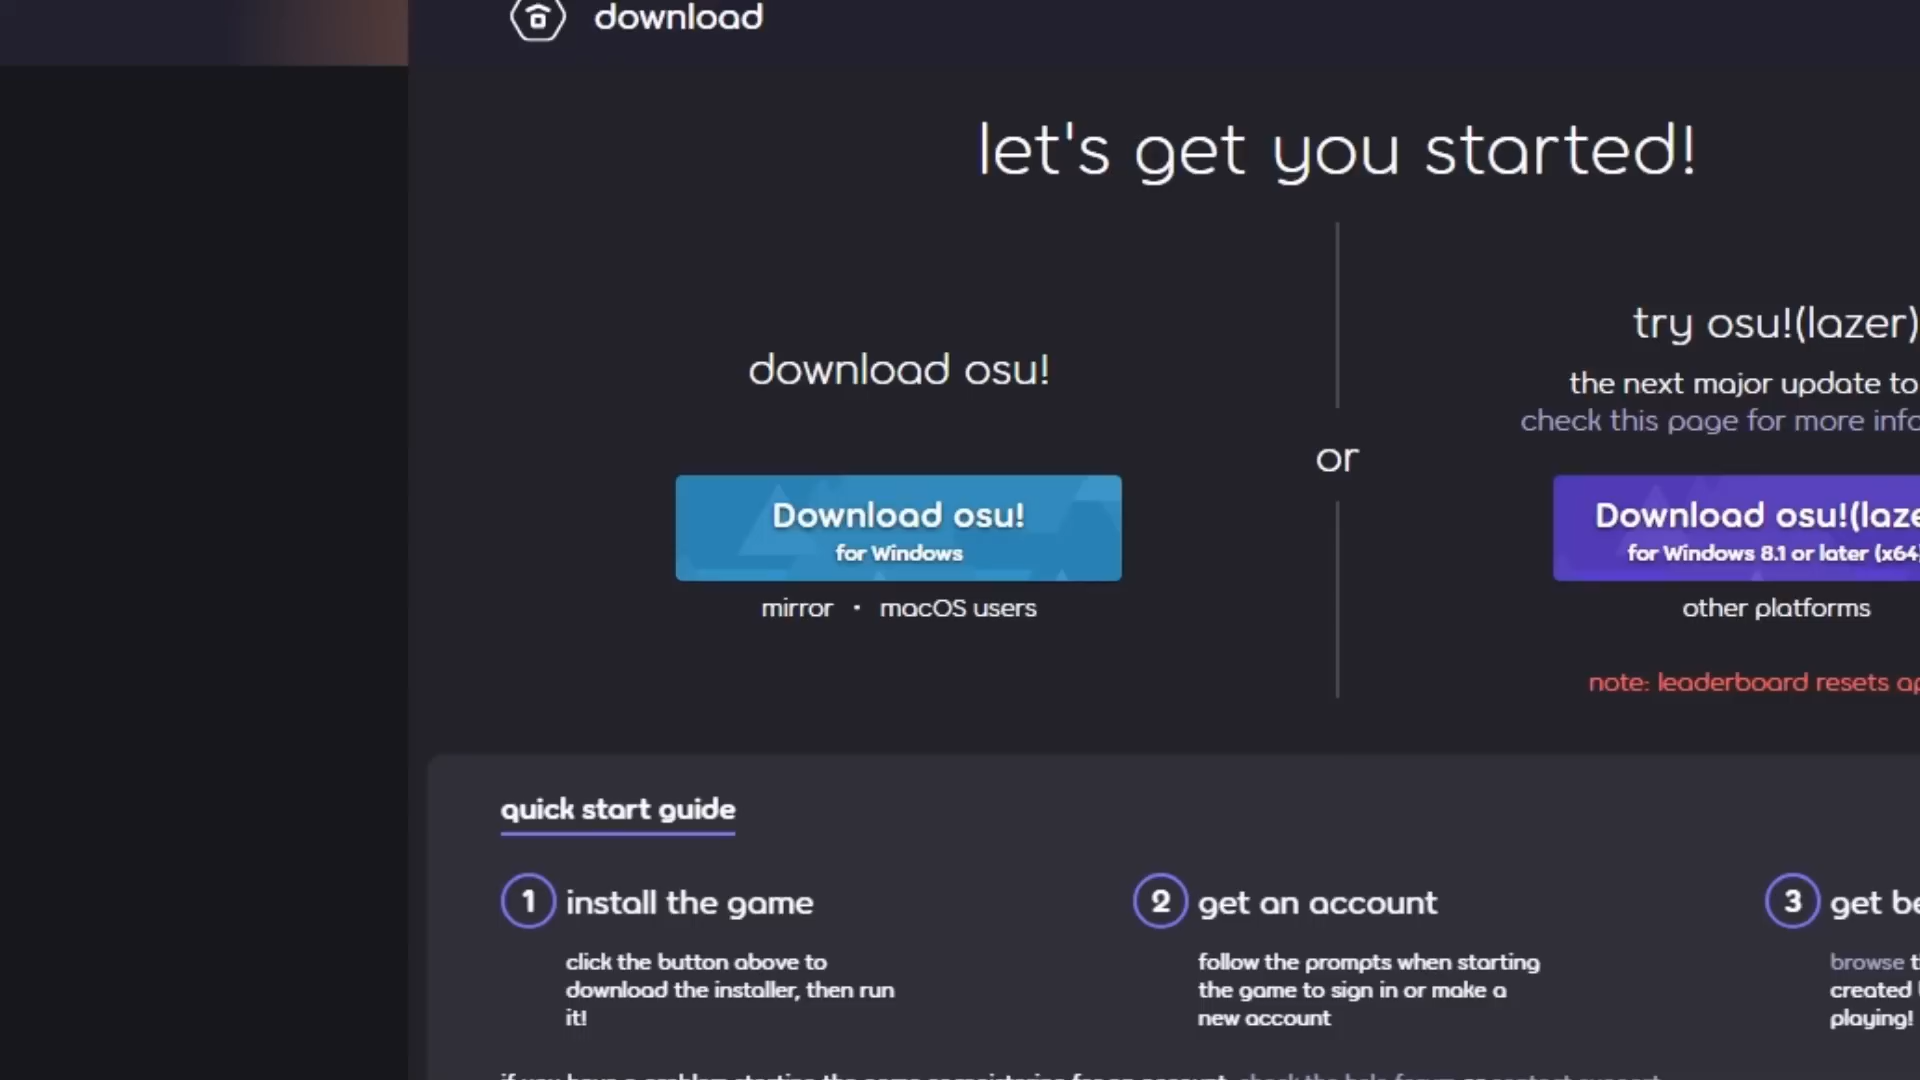 download
let's get you started!
download osu!
Download osu!
for Windows
mirror • macOS users
or
try osu!(lazer)
the next major update to
check this page for more
Download
for Windows 8.1 or later (x64)
other platforms
note: leaderboard resets
quick start guide
1 install the game
click the button above to
download the installer, then run
it!
2 get an account
follow the prompts when starting
the game to sign in or make a
new account
3 get
browse
created
playing!